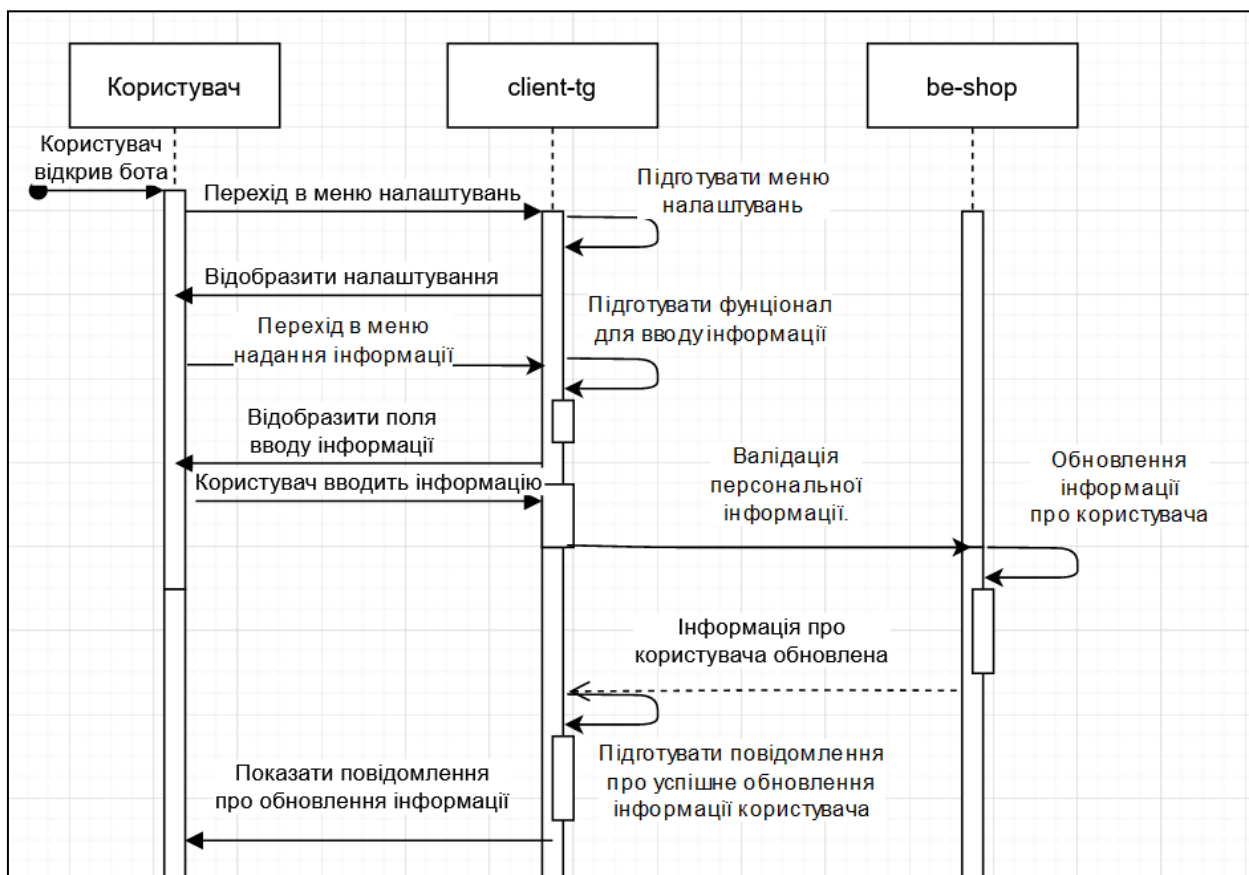 Користувач
client-tg
be-shop
Користувач
відкрив бота
Перехід в меню налаштувань
Підготувати меню
налаштувань
Відобразити налаштування
Підготувати фунціонал
для вводу інформації
Перехід в меню
надання інформації
Відобразити поля
вводу інформації
Користувач вводить інформацію
Валідація
персональної
інформації.
Обновлення
інформації
про користувача
Інформація про
користувача обновлена
Підготувати повідомлення
про успішне обновлення
інформації користувача
Показати повідомлення
про обновлення інформації